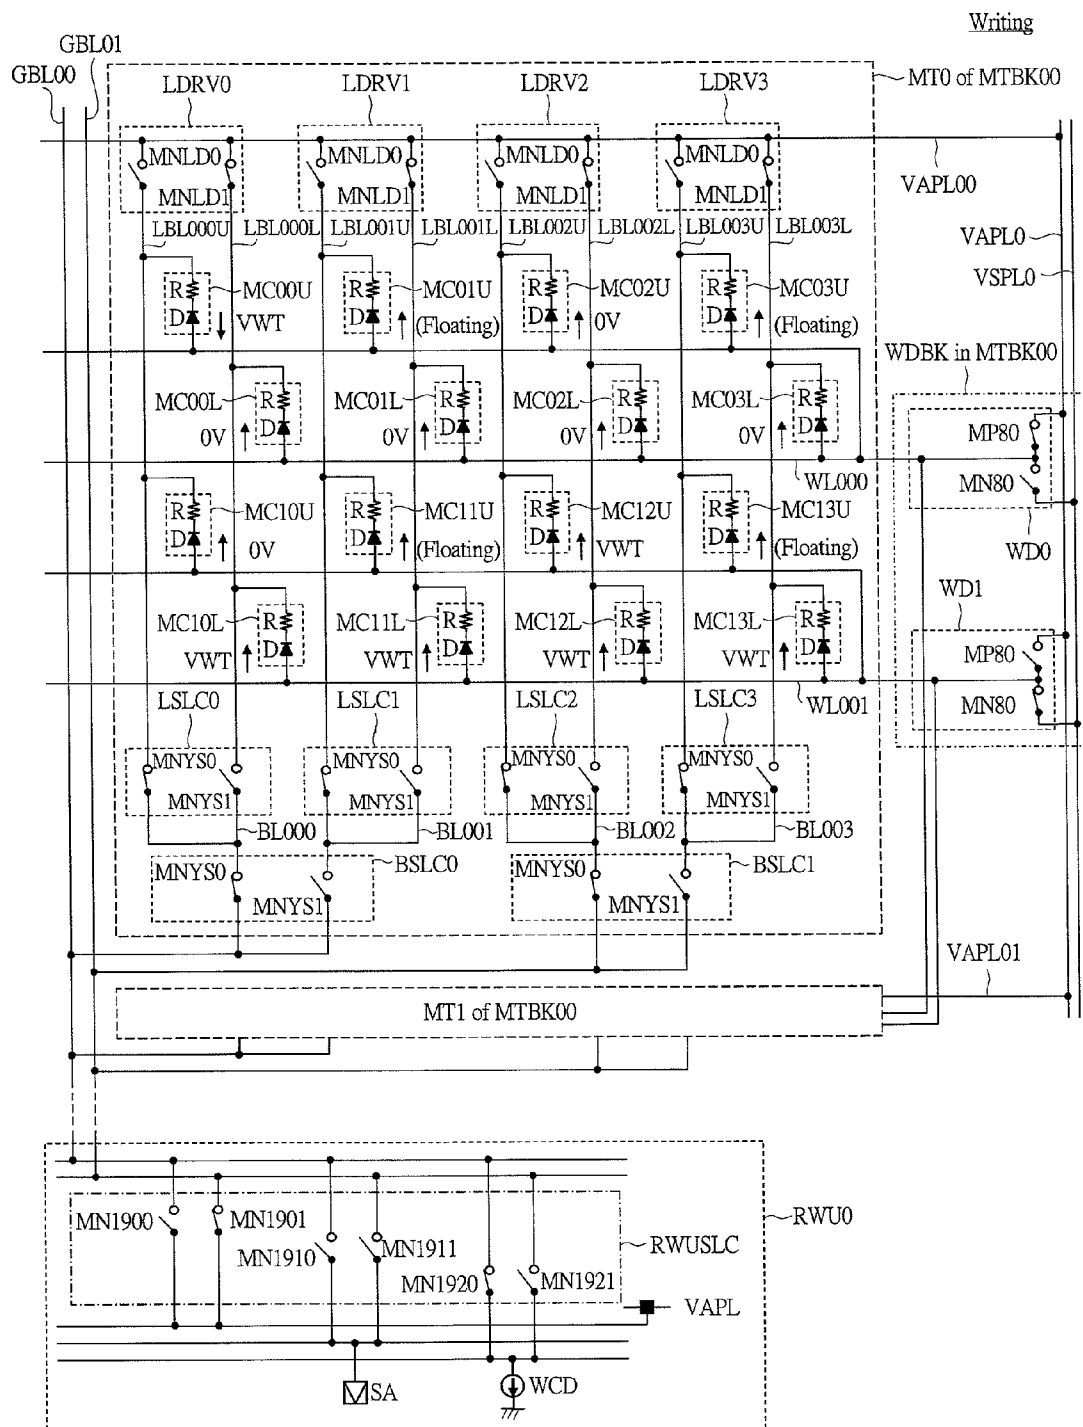 Writing
GBL01
GBL00
LDRV0 LDRV1 LDRV2 LDRV3 MT0 of MTBK00
MNLD0 MNLD0 MNLD0 MNLD0
MNLD1 MNLD1 MNLD1 MNLD1
VAPL00
LBL000U LBL000L LBL001U LBL001L LBL002U LBL002L LBL003U LBL003L
VAPL0
VSPL0
R MC00U R MC01U R MC02U R MC03U
D VWT D (Floating) D 0V D (Floating)
WDBK in MTBK00
MC00L R MC01L R MC02L R MC03L R
0V D 0V D 0V D 0V D
MP80
WL000
MN80
R MC10U R MC11U R MC12U R MC13U
D 0V D (Floating) D VWT D (Floating)
WD0
WD1
MC10L R MC11L R MC12L R MC13L R
VWT D VWT D VWT D VWT D
MP80
MN80
LSLC0 LSLC1 LSLC2 LSLC3 WL001
MNYS0 MNYS0 MNYS0 MNYS0
MNYS1 MNYS1 MNYS1 MNYS1
BL000 BL001 BL002 BL003
MNYS0 BSLC0 MNYS0 BSLC1
MNYS1 MNYS1
VAPL01
MT1 of MTBK00
MN1900 MN1901 RWU0
MN1910 MN1911 RWUSLC
MN1920 MN1921
VAPL
SA WCD